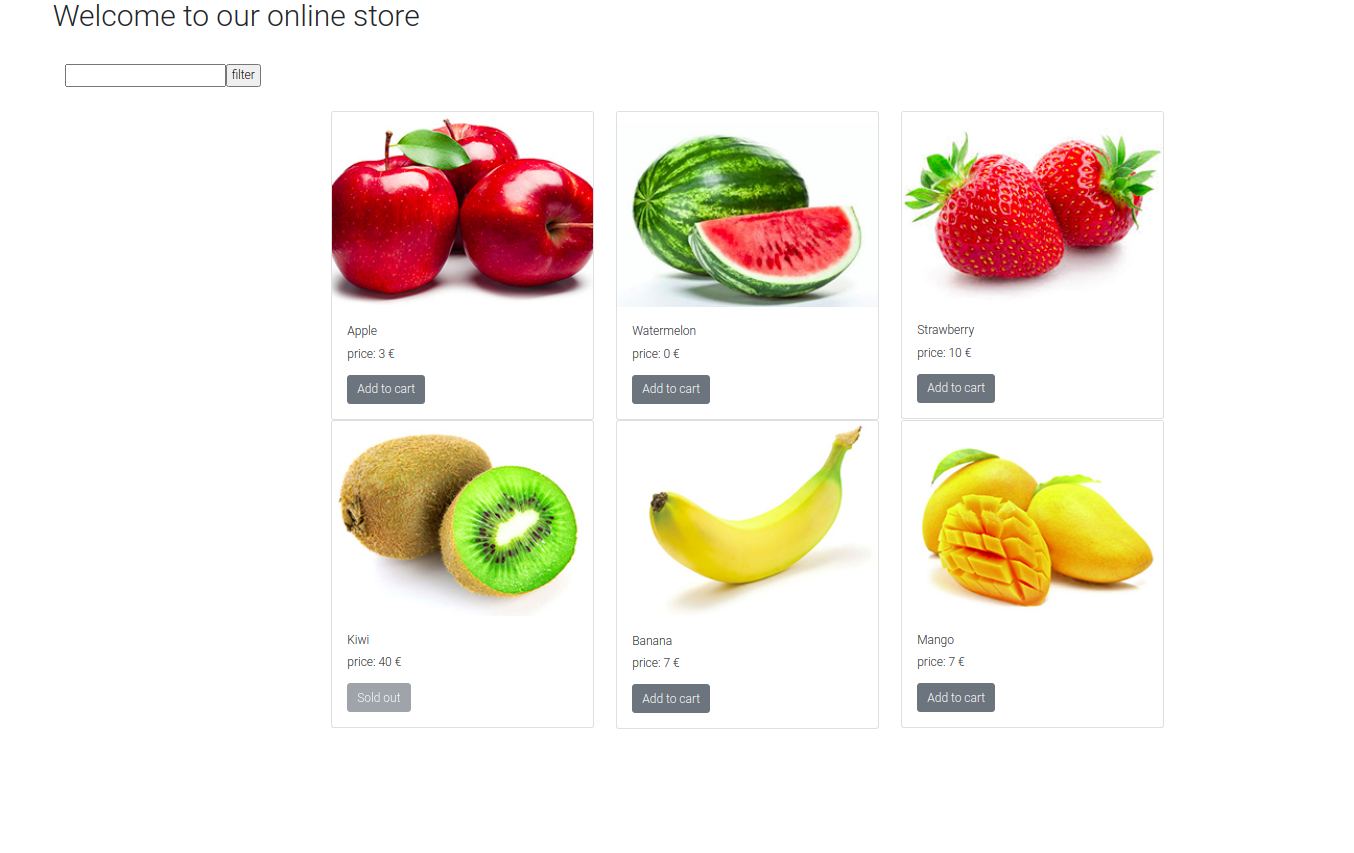 Welcome to our online store
filter
Apple
price: 3 €
Add to cart
Watermelon
price: 0 €
Add to cart
Strawberry
price: 10 €
Add to cart
Kiwi
price: 40 €
Sold out
Banana
price: 7 €
Add to cart
Mango
price: 7 €
Add to cart